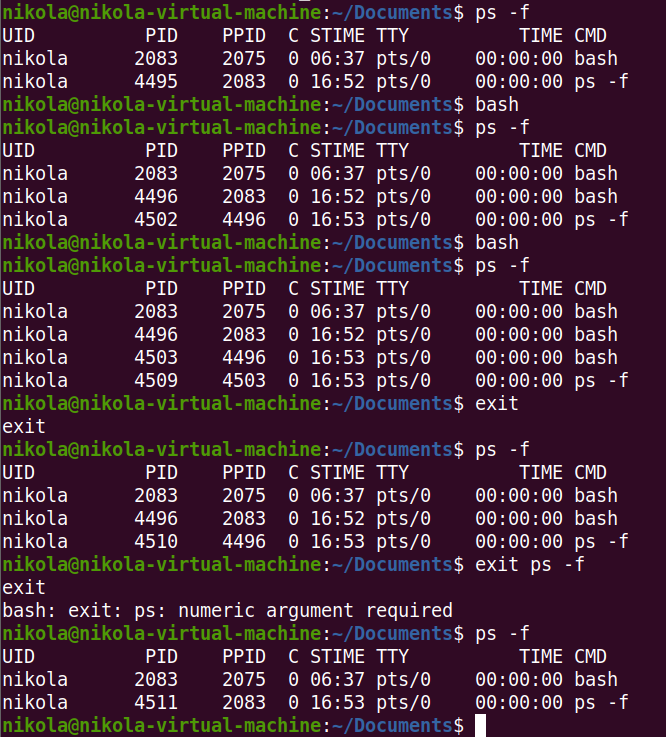 nikola@nikola-virtual-machine:~/Documents$ ps -f
UID          PID    PPID  C STIME TTY          TIME CMD
nikola      2083    2075  0 06:37 pts/0    00:00:00 bash
nikola      4495    2083  0 16:52 pts/0    00:00:00 ps -f
nikola@nikola-virtual-machine:~/Documents$ bash
nikola@nikola-virtual-machine:~/Documents$ ps -f
UID          PID    PPID  C STIME TTY          TIME CMD
nikola      2083    2075  0 06:37 pts/0    00:00:00 bash
nikola      4496    2083  0 16:52 pts/0    00:00:00 bash
nikola      4502    4496  0 16:53 pts/0    00:00:00 ps -f
nikola@nikola-virtual-machine:~/Documents$ bash
nikola@nikola-virtual-machine:~/Documents$ ps -f
UID          PID    PPID  C STIME TTY          TIME CMD
nikola      2083    2075  0 06:37 pts/0    00:00:00 bash
nikola      4496    2083  0 16:52 pts/0    00:00:00 bash
nikola      4503    4496  0 16:53 pts/0    00:00:00 bash
nikola      4509    4503  0 16:53 pts/0    00:00:00 ps -f
nikola@nikola-virtual-machine:~/Documents$ exit
exit
nikola@nikola-virtual-machine:~/Documents$ ps -f
UID          PID    PPID  C STIME TTY          TIME CMD
nikola      2083    2075  0 06:37 pts/0    00:00:00 bash
nikola      4496    2083  0 16:52 pts/0    00:00:00 bash
nikola      4510    4496  0 16:53 pts/0    00:00:00 ps -f
nikola@nikola-virtual-machine:~/Documents$ exit ps -f
exit
bash: exit: ps: numeric argument required
nikola@nikola-virtual-machine:~/Documents$ ps -f
UID          PID    PPID  C STIME TTY          TIME CMD
nikola      2083    2075  0 06:37 pts/0    00:00:00 bash
nikola      4511    2083  0 16:53 pts/0    00:00:00 ps -f
nikola@nikola-virtual-machine:~/Documents$